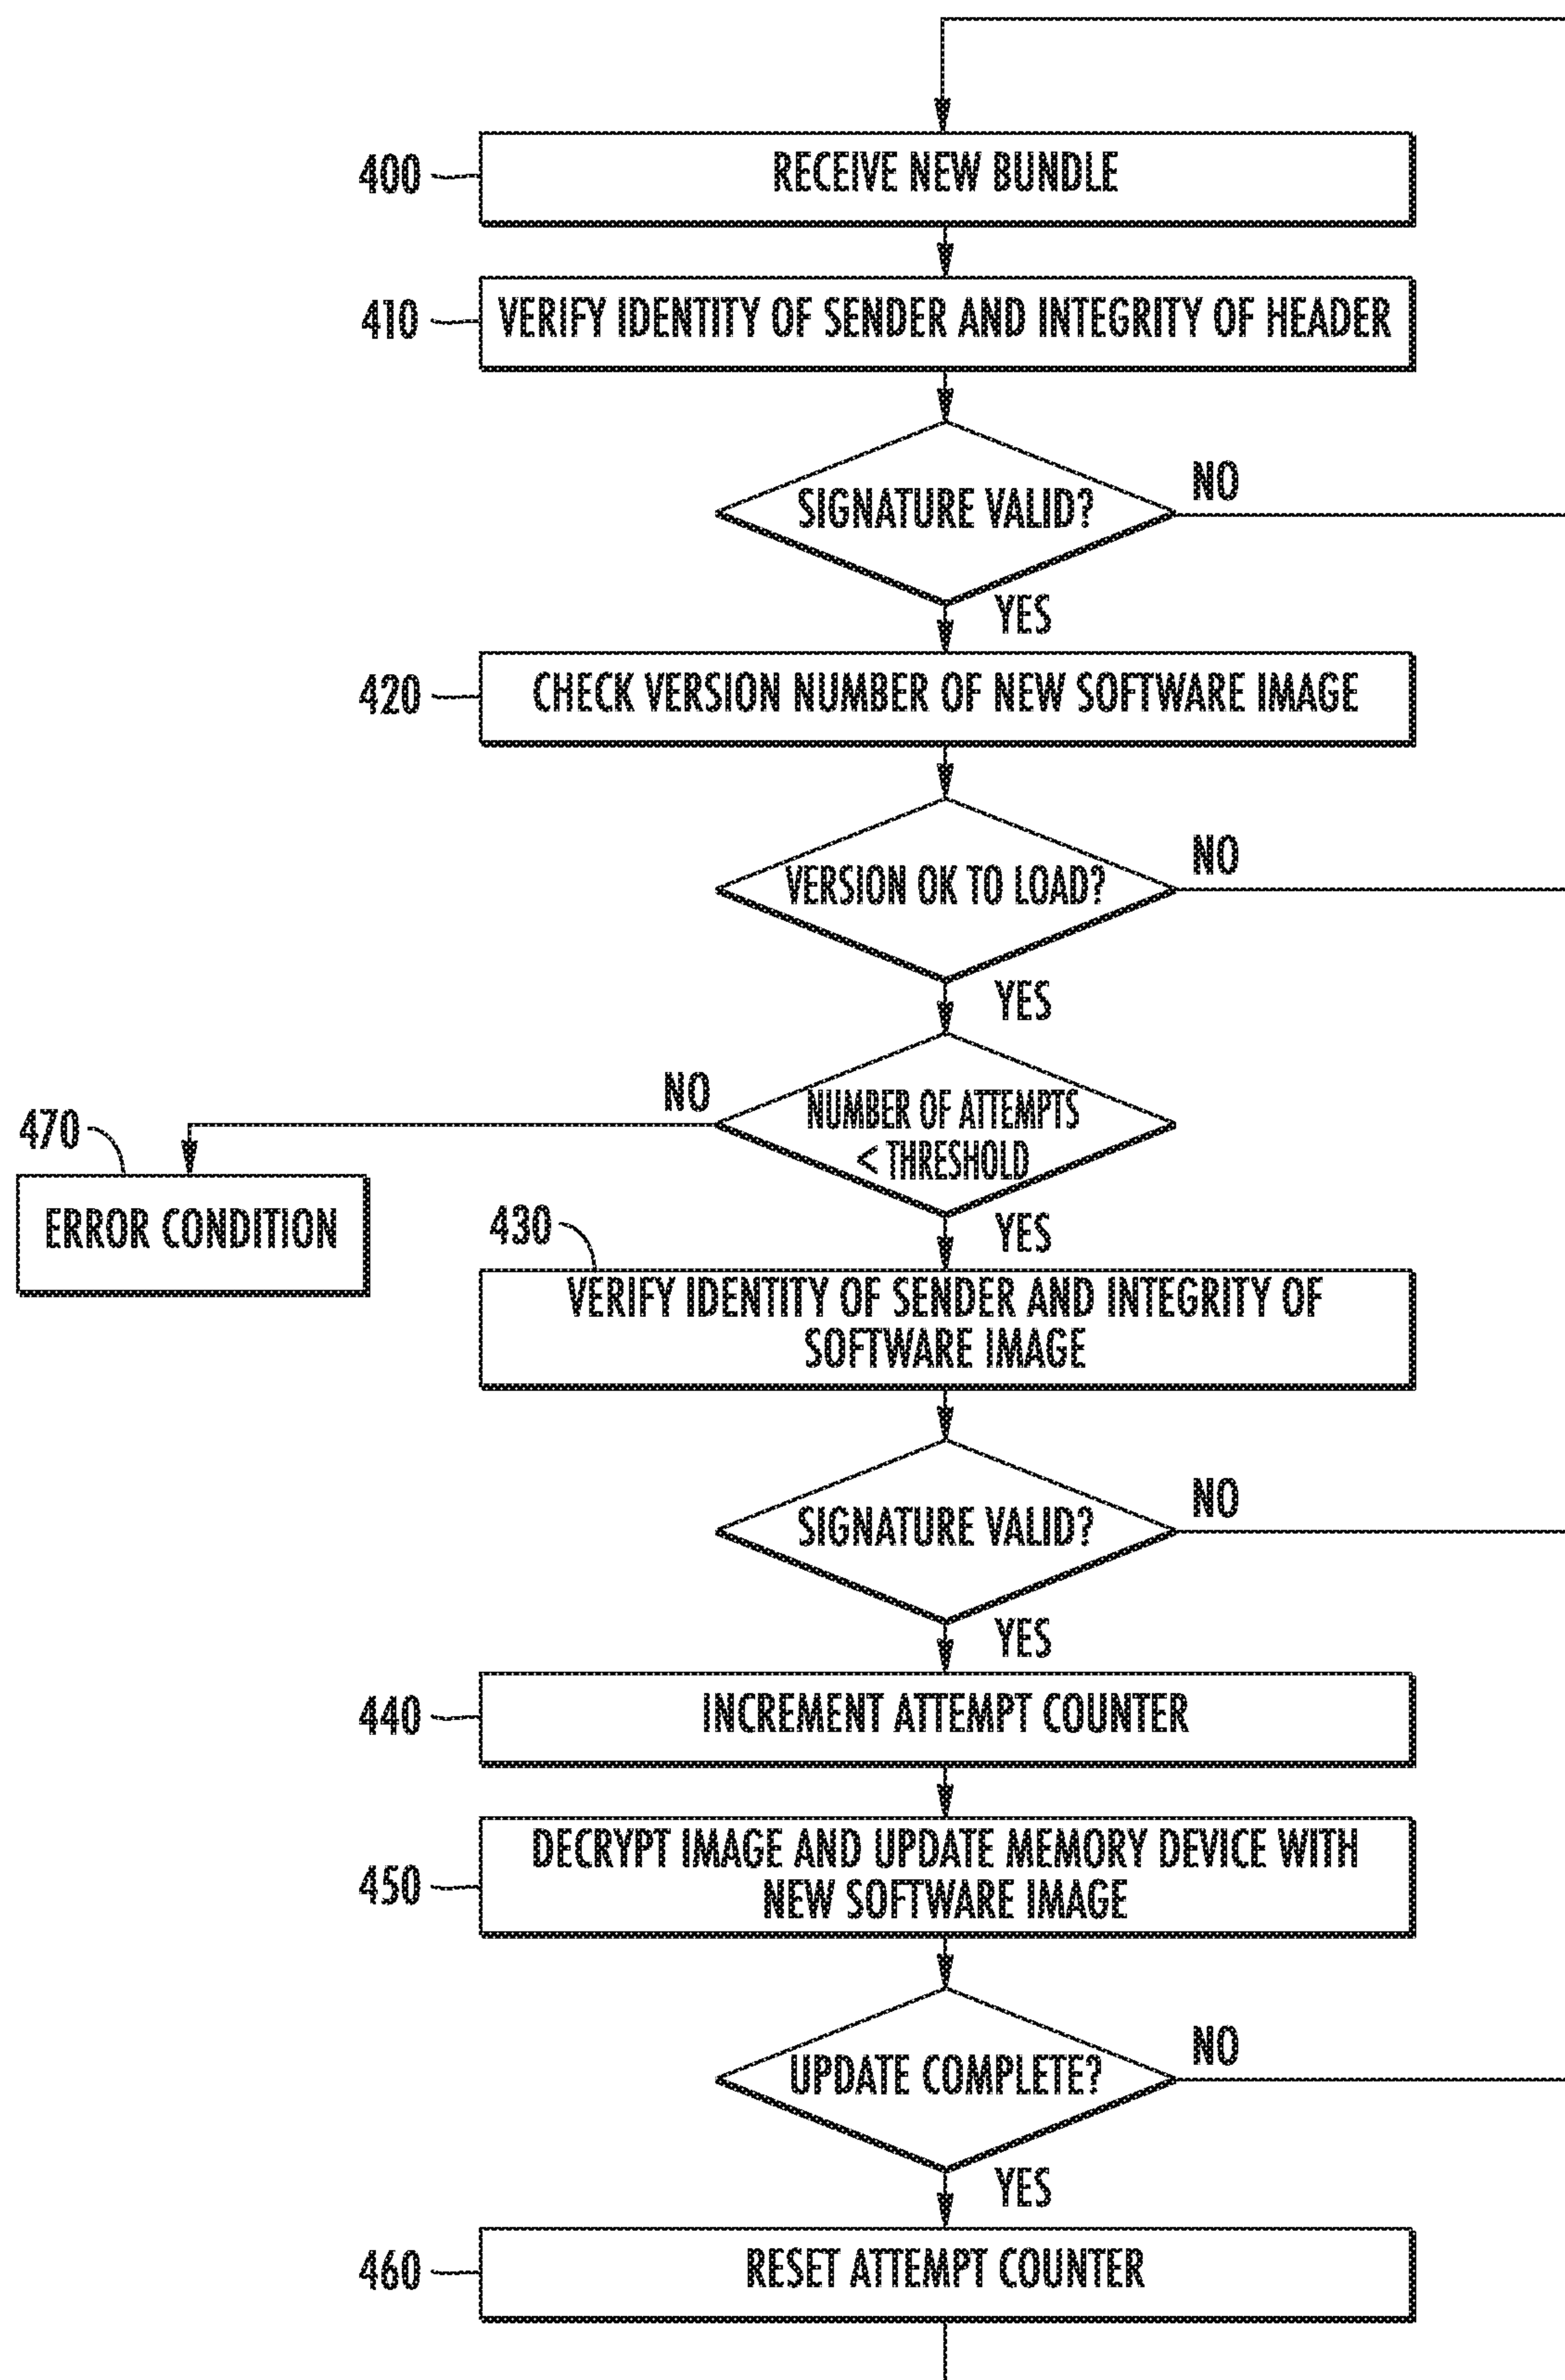 400
RECEIVE NEW BUNDLE
410
VERIFY IDENTITY OF SENDER AND INTEGRITY OF HEADER
SIGNATURE VALID?
NO
YES
420
CHECK VERSION NUMBER OF NEW SOFTWARE IMAGE
VERSION OK TO LOAD?
NO
YES
NUMBER OF ATTEMPTS
< THRESHOLD
NO
470
ERROR CONDITION
YES
430
VERIFY IDENTITY OF SENDER AND INTEGRITY OF
SOFTWARE IMAGE
SIGNATURE VALID?
NO
YES
440
INCREMENT ATTEMPT COUNTER
450
DECRYPT IMAGE AND UPDATE MEMORY DEVICE WITH
NEW SOFTWARE IMAGE
UPDATE COMPLETE?
NO
YES
460
RESET ATTEMPT COUNTER